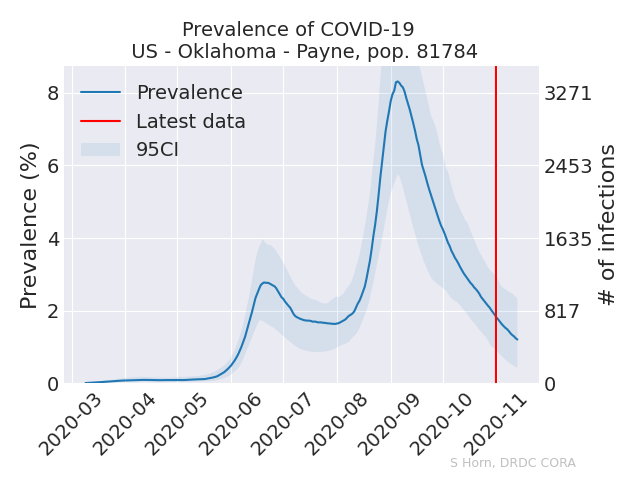 Prevalence of COVID-19
US - Oklahoma - Payne, pop. 81784
Prevalence (%)
8
6
4
2
0
Prevalence
Latest data
95CI
3271
2453
1635
817
0
# of infections
2020-03
2020-04
2020-05
2020-06
2020-07
2020-08
2020-09
2020-10
2020-11
S Horn, DRDC CORA